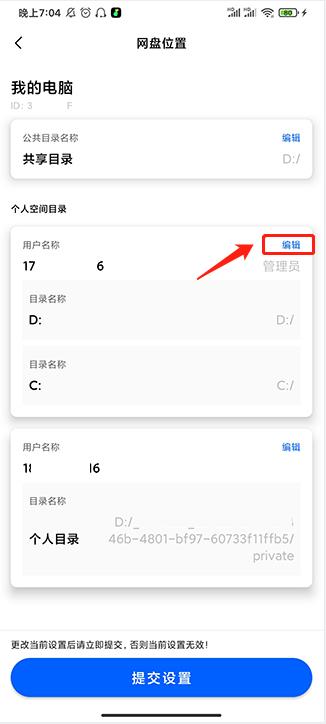 晚上7:04
80
网盘位置
我的电脑
ID: 3 F
公共目录名称 编辑
共享目录 D:/
个人空间目录
用户名称 编辑
17 6 管理员
目录名称
D: D:/
目录名称
C: C:/
用户名称 编辑
18 16
目录名称
D:/_ _
个人目录 46b-4801-bf97-60733f11ffb5/
private
更改当前设置后请立即提交，否则当前设置无效！
提交设置